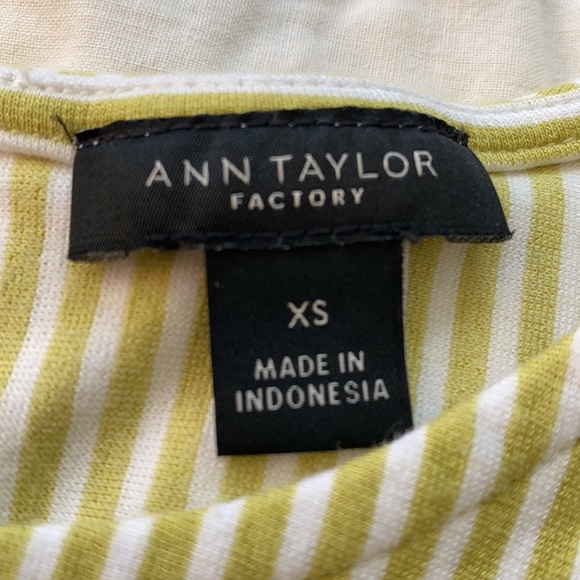 ANN TAYLOR
FACTORY
XS
MADE IN
INDONESIA